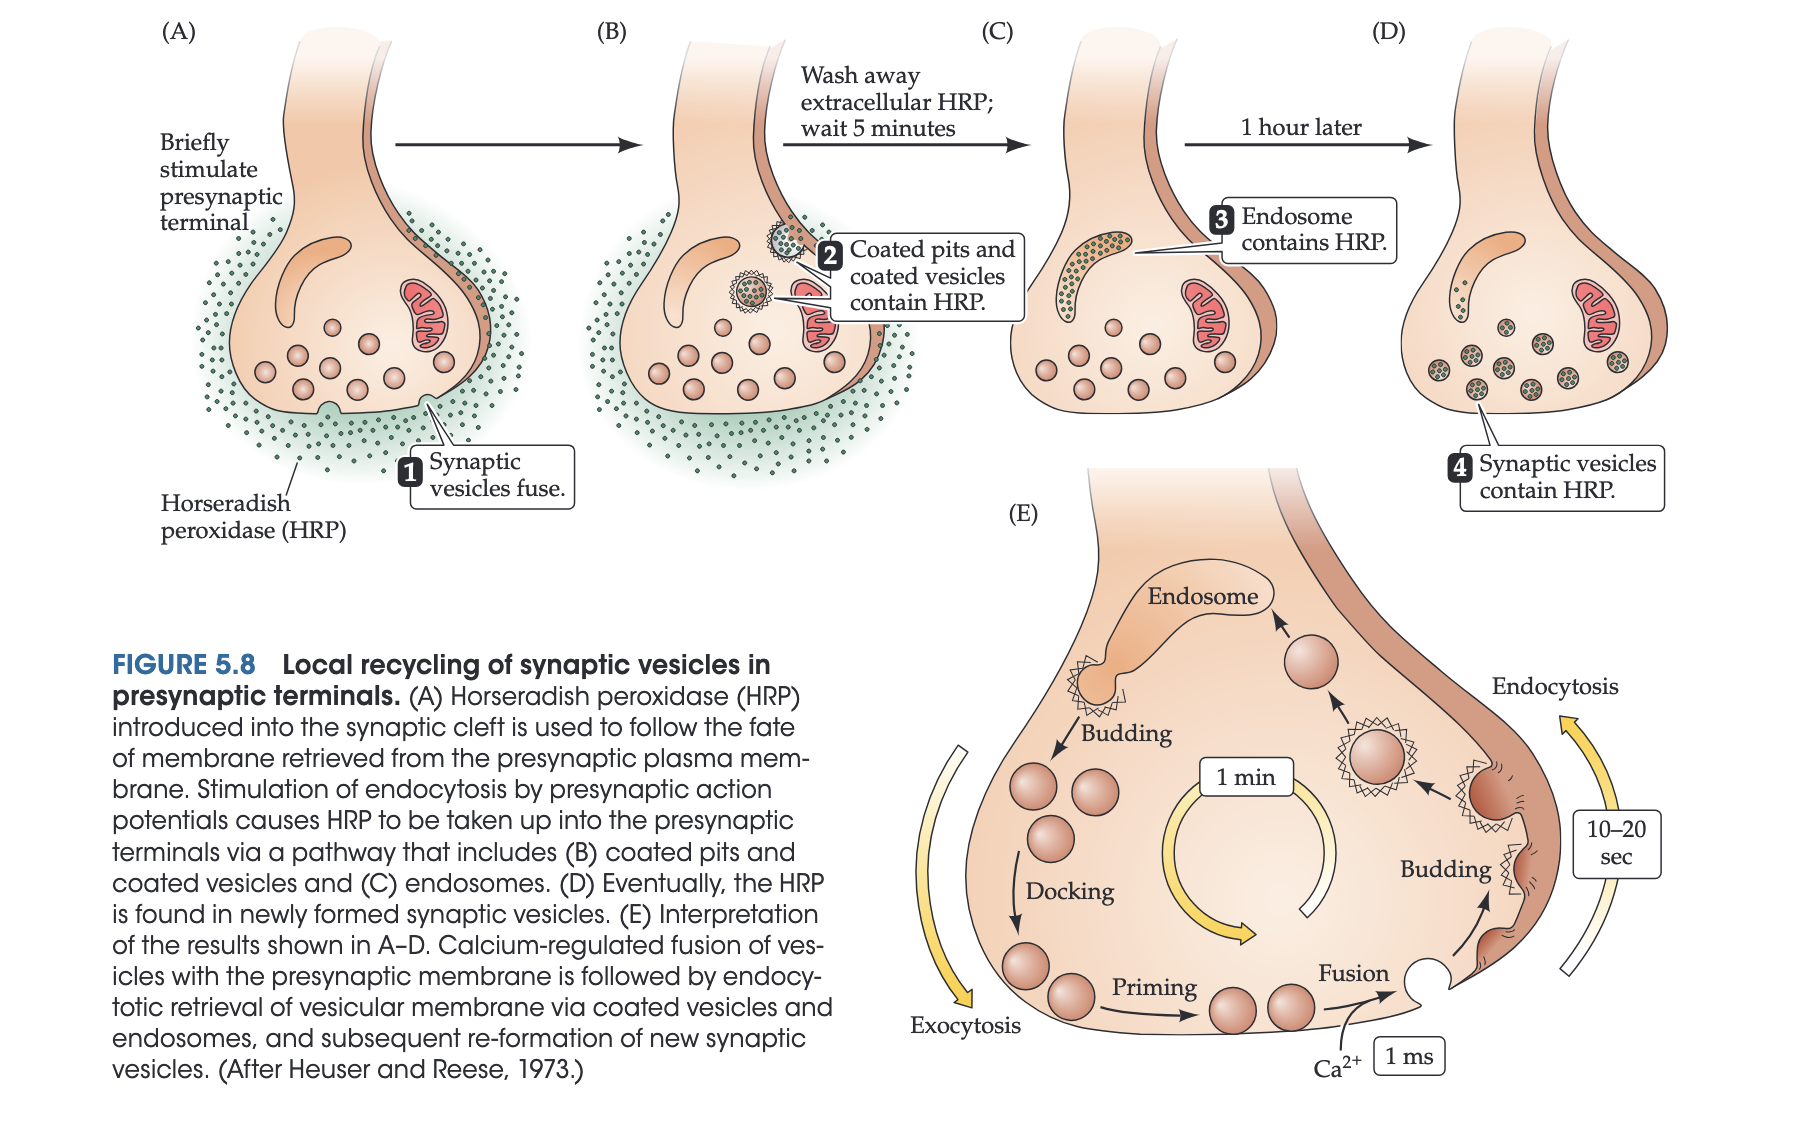 (A)
(B)
(C)
(D)
Briefly
stimulate
presynaptic
terminal
Wash away
extracellular HRP;
wait 5 minutes
1 hour later
2 Coated pits and
coated vesicles
contain HRP.
3 Endosome
contains HRP.
1 Synaptic
vesicles fuse.
Horseradish
peroxidase (HRP)
4 Synaptic vesicles
contain HRP.
(E)
Endosome
Budding
Docking
Priming
Fusion
Ca2+
1 ms
Budding
1 min
Endocytosis
10–20
sec
Exocytosis
FIGURE 5.8 Local recycling of synaptic vesicles in
presynaptic terminals. (A) Horseradish peroxidase (HRP)
introduced into the synaptic cleft is used to follow the fate
of membrane retrieved from the presynaptic plasma mem-
brane. Stimulation of endocytosis by presynaptic action
potentials causes HRP to be taken up into the presynaptic
terminals via a pathway that includes (B) coated pits and
coated vesicles and (C) endosomes. (D) Eventually, the HRP
is found in newly formed synaptic vesicles. (E) Interpretation
of the results shown in A–D. Calcium-regulated fusion of ves-
icles with the presynaptic membrane is followed by endocy-
totic retrieval of vesicular membrane via coated vesicles and
endosomes, and subsequent re-formation of new synaptic
vesicles. (After Heuser and Reese, 1973.)